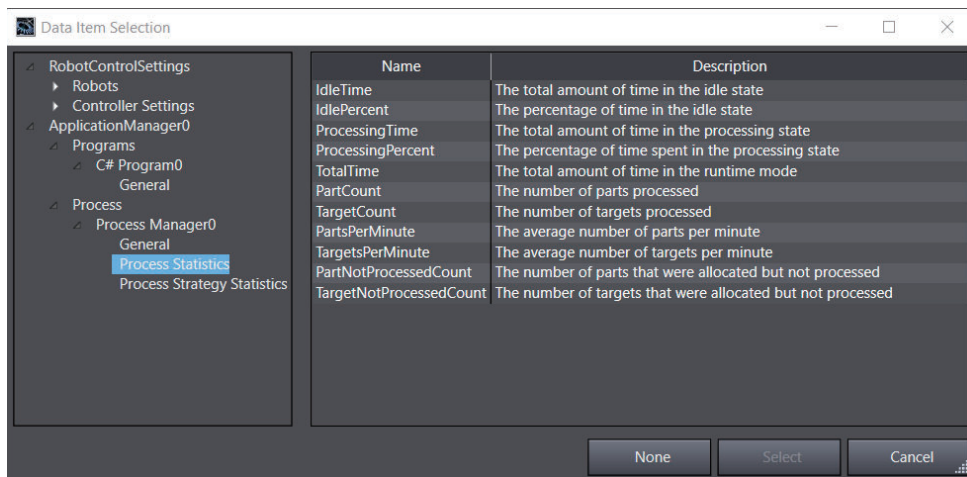 Data Item Selection
RobotControlSettings
Robots
Controller Settings
ApplicationManager0
Programs
C# Program0
General
Process
Process Manager0
General
Process Statistics
Process Strategy Statistics
Name Description
IdleTime The total amount of time in the idle state
IdlePercent The percentage of time in the idle state
ProcessingTime The total amount of time in the processing state
ProcessingPercent The percentage of time spent in the processing state
TotalTime The total amount of time in the runtime mode
PartCount The number of parts processed
TargetCount The number of targets processed
PartsPerMinute The average number of parts per minute
TargetsPerMinute The average number of targets per minute
PartNotProcessedCount The number of parts that were allocated but not processed
TargetNotProcessedCount The number of targets that were allocated but not processed
None Select Cancel